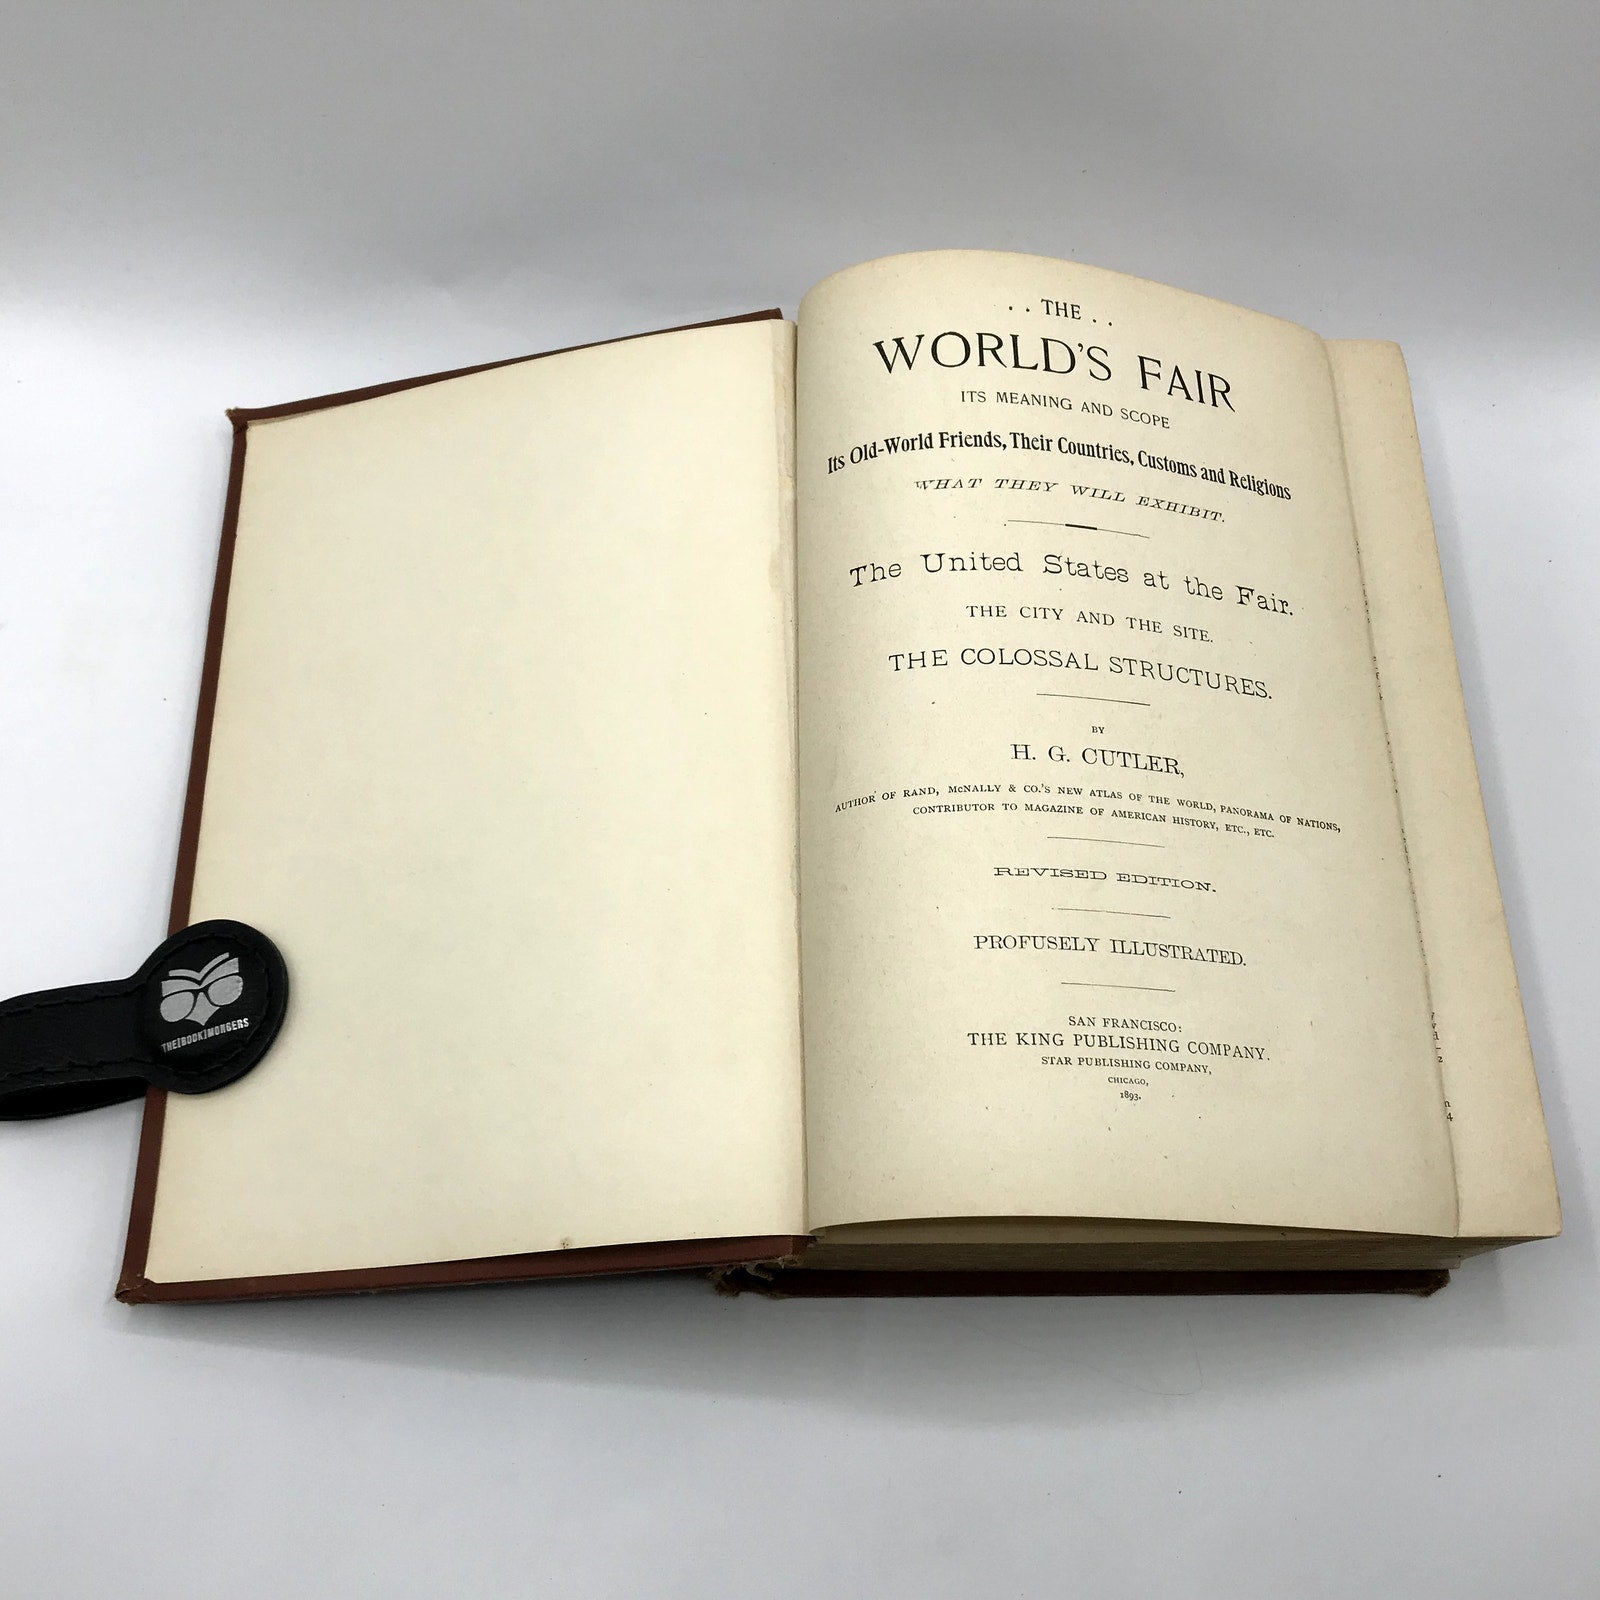 . . THE . .
WORLD'S FAIR
ITS MEANING AND SCOPE
Its Old-World Friends, Their Countries, Customs and Religions
WHAT THEY WILL EXHIBIT.
The United States at the Fair.
THE CITY AND THE SITE.
THE COLOSSAL STRUCTURES.
BY
H. G. CUTLER,
AUTHOR OF RAND, McNALLY & CO.'S NEW ATLAS OF THE WORLD, PANORAMA OF NATIONS,
CONTRIBUTOR TO MAGAZINE OF AMERICAN HISTORY, ETC., ETC.
REVISED EDITION.
PROFUSELY ILLUSTRATED.
SAN FRANCISCO:
THE KING PUBLISHING COMPANY.
STAR PUBLISHING COMPANY,
CHICAGO,
1893.
THE[BOOK]MONGERS